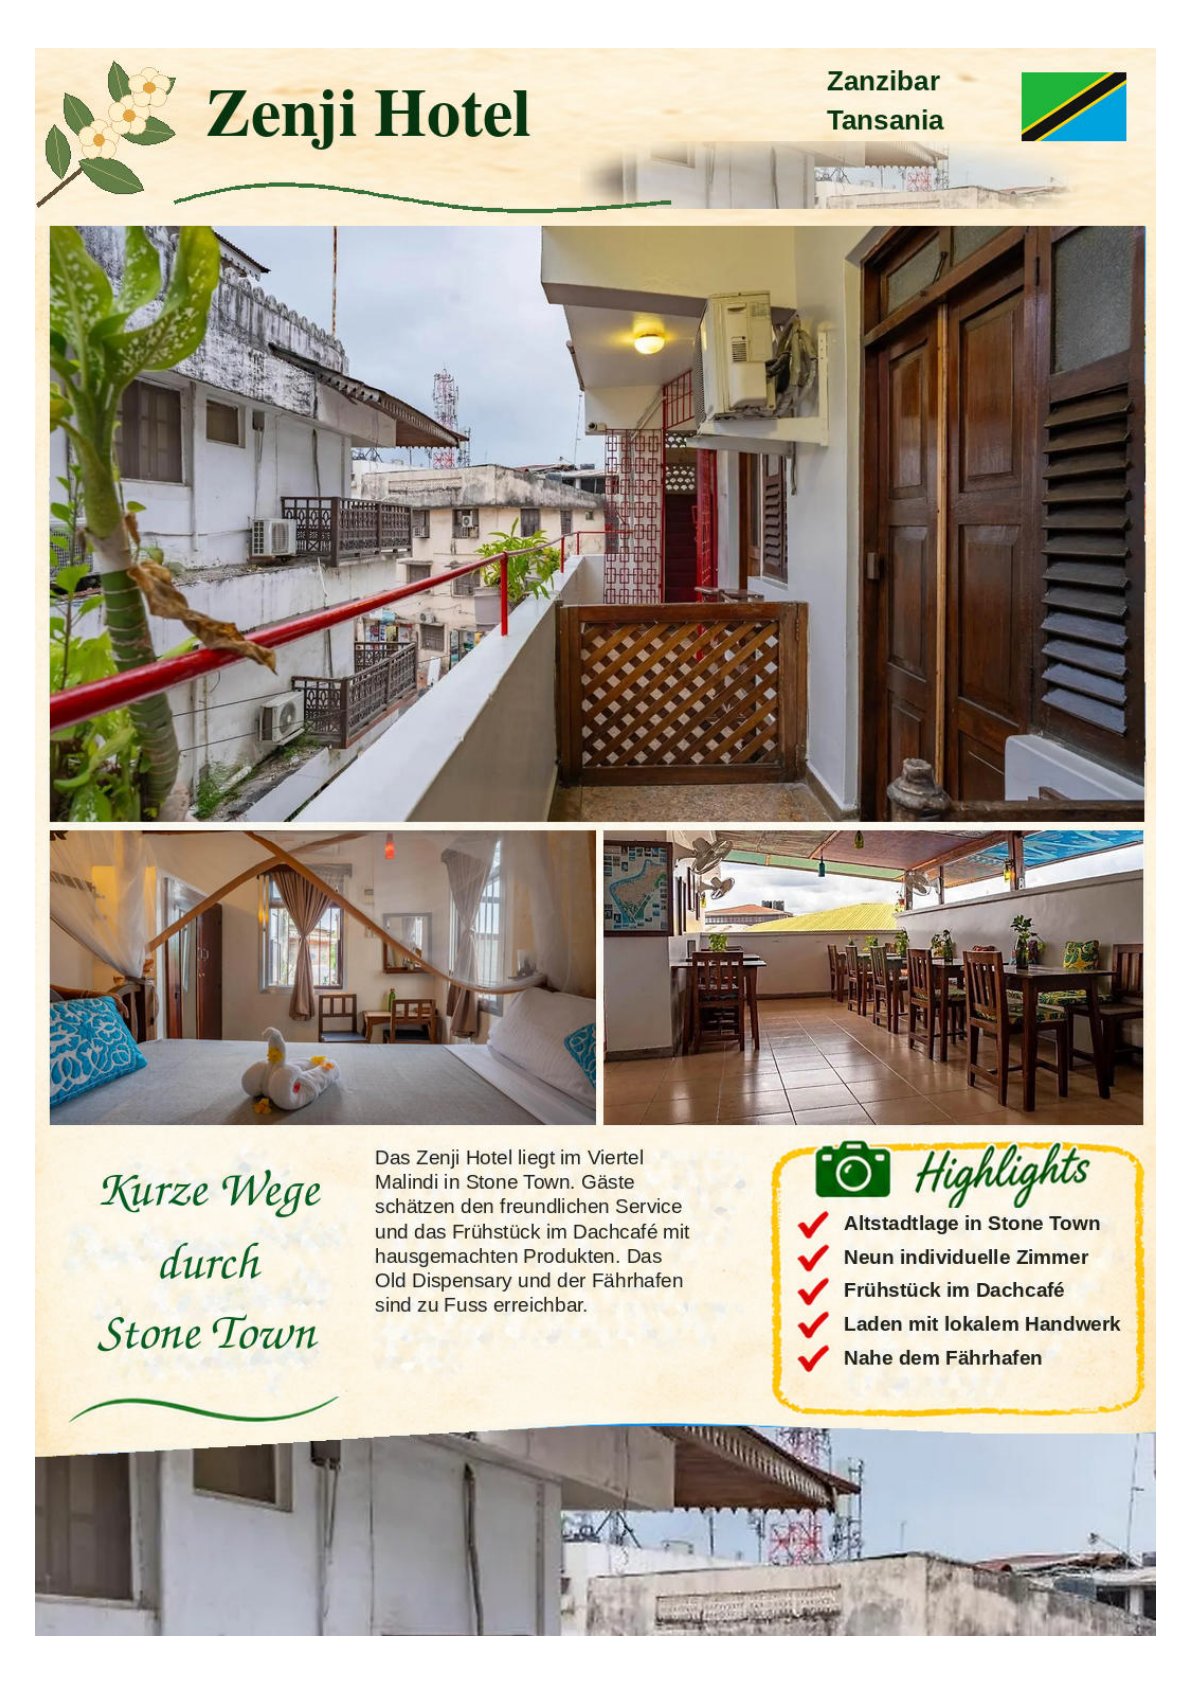 Zenji Hotel
Zanzibar
Tansania
Kurze Wege
durch
Stone Town
Das Zenji Hotel liegt im Viertel
Malindi in Stone Town. Gäste
schätzen den freundlichen Service
und das Frühstück im Dachcafé mit
hausgemachten Produkten. Das
Old Dispensary und der Fährhafen
sind zu Fuss erreichbar.
Highlights
Altstadtlage in Stone Town
Neun individuelle Zimmer
Frühstück im Dachcafé
Laden mit lokalem Handwerk
Nahe dem Fährhafen